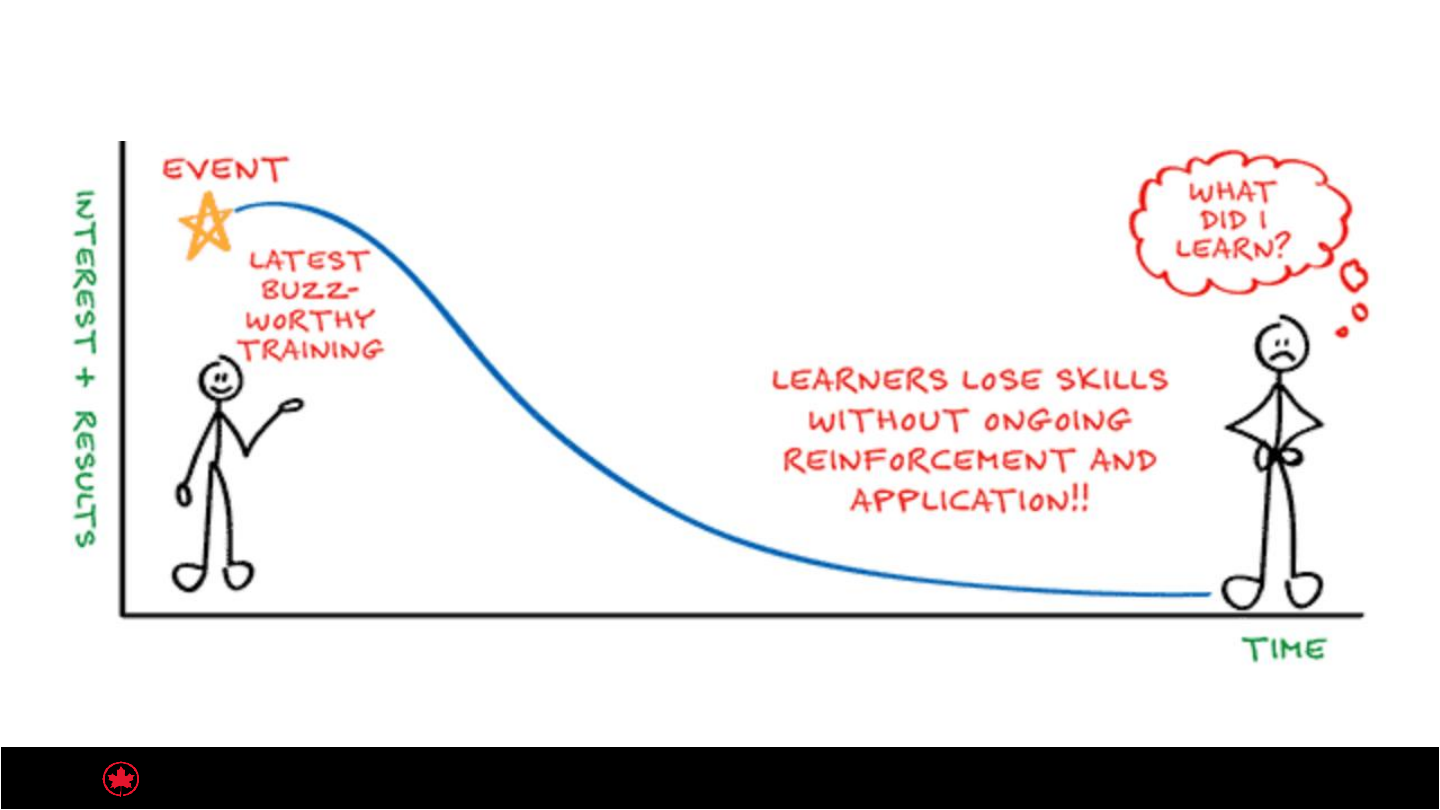 EVENT
LATEST
BUZZ-
WORTHY
TRAINING
INTEREST + RESULTS
WHAT
DID I
LEARN?
LEARNERS LOSE SKILLS
WITHOUT ONGOING
REINFORCEMENT AND
APPLICATION!!
TIME